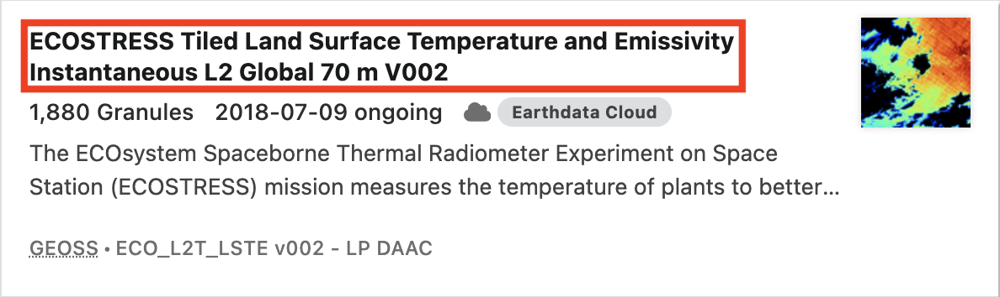 ECOSTRESS Tiled Land Surface Temperature and Emissivity
Instantaneous L2 Global 70 m V002
1,880 Granules 2018-07-09 ongoing Earthdata Cloud
The ECOsystem Spaceborne Thermal Radiometer Experiment on Space
Station (ECOSTRESS) mission measures the temperature of plants to better...
GEOSS • ECO_L2T_LSTE v002 - LP DAAC